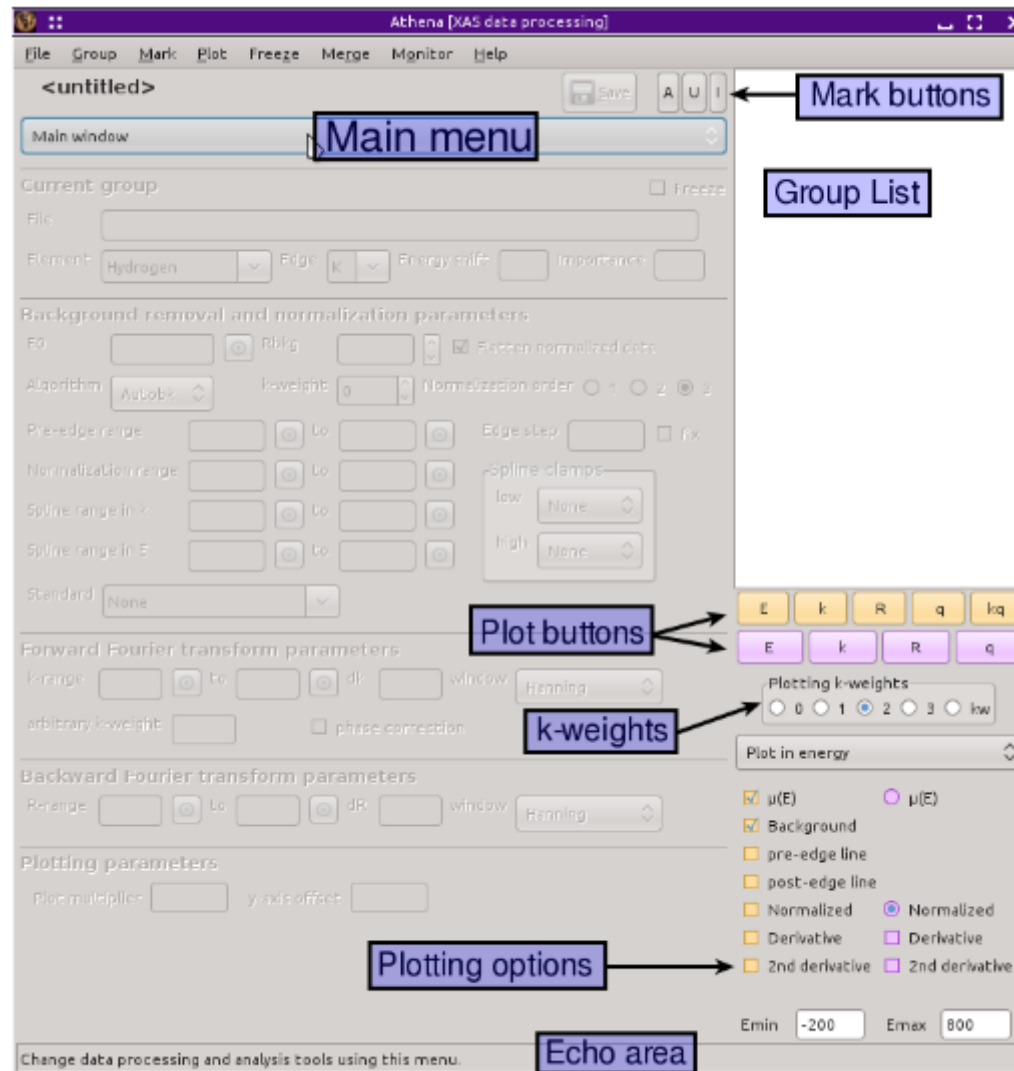 Athena [XAS data processing]
File Group Mark Plot Freeze Merge Monitor Help
<untitled>
Save A U I
Mark buttons
Main window
Main menu
Group List
Current group
Freeze
File
Element Hydrogen Edge K Energy shift Importance
Background removal and normalization parameters
E0 Rbkg Flatten normalized data
Algorithm Autobk k-weight 0 Normalization order 1 2 3
Pre-edge range to Edge step fix
Normalization range to
Spline clamps
Spline range in k to
low None
Spline range in E to
high None
Standard None
E k R q kq
Plot buttons
E k R q
Forward Fourier transform parameters
k-range to dk window Hanning
arbitrary k-weight phase correction
Plotting k-weights
0 1 2 3 kw
k-weights
Plot in energy
Backward Fourier transform parameters
R-range to dR window Hanning
Plotting parameters
Plot multiplier y-axis offset
μ(E) μ(E)
Background
pre-edge line
post-edge line
Normalized Normalized
Derivative Derivative
Plotting options
2nd derivative 2nd derivative
Emin -200 Emax 800
Echo area
Change data processing and analysis tools using this menu.